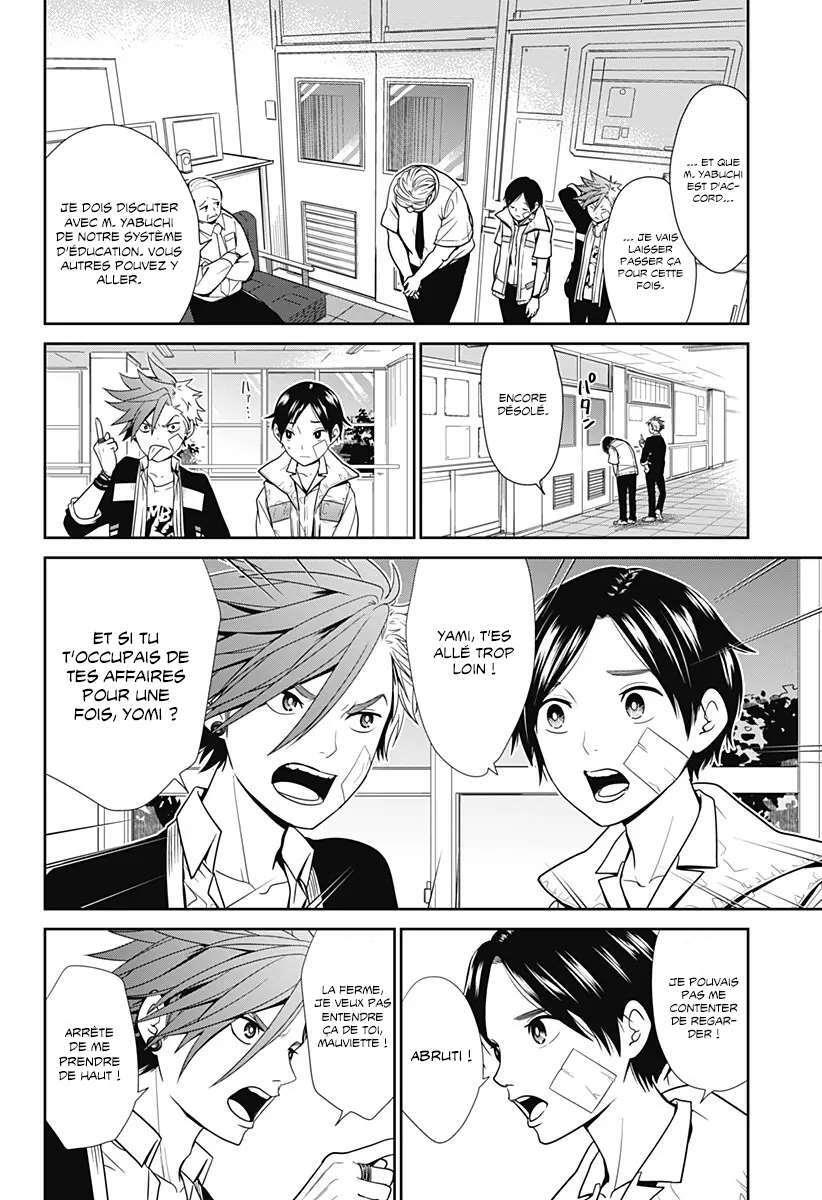 ... ET QUE
M. YABUCHI
EST D'AC-
CORD...
... JE VAIS
LAISSER
PASSER ÇA
POUR CETTE
FOIS.
JE DOIS DISCUTER
AVEC M. YABUCHI
DE NOTRE SYSTÈME
D'ÉDUCATION. VOUS
AUTRES POUVEZ Y
ALLER.
パタン
ENCORE
DÉSOLÉ.
YAMI, T'ES
ALLÉ TROP
LOIN !
ET SI TU
T'OCCUPAIS DE
TES AFFAIRES
POUR UNE
FOIS, YOMI ?
JE POUVAIS
PAS ME
CONTENTER
DE REGAR-
DER !
ABRUTI !
LA FERME,
JE VEUX PAS
ENTENDRE
ÇA DE TOI,
MAUVIETTE !
ARRÊTE
DE ME
PRENDRE
DE HAUT !